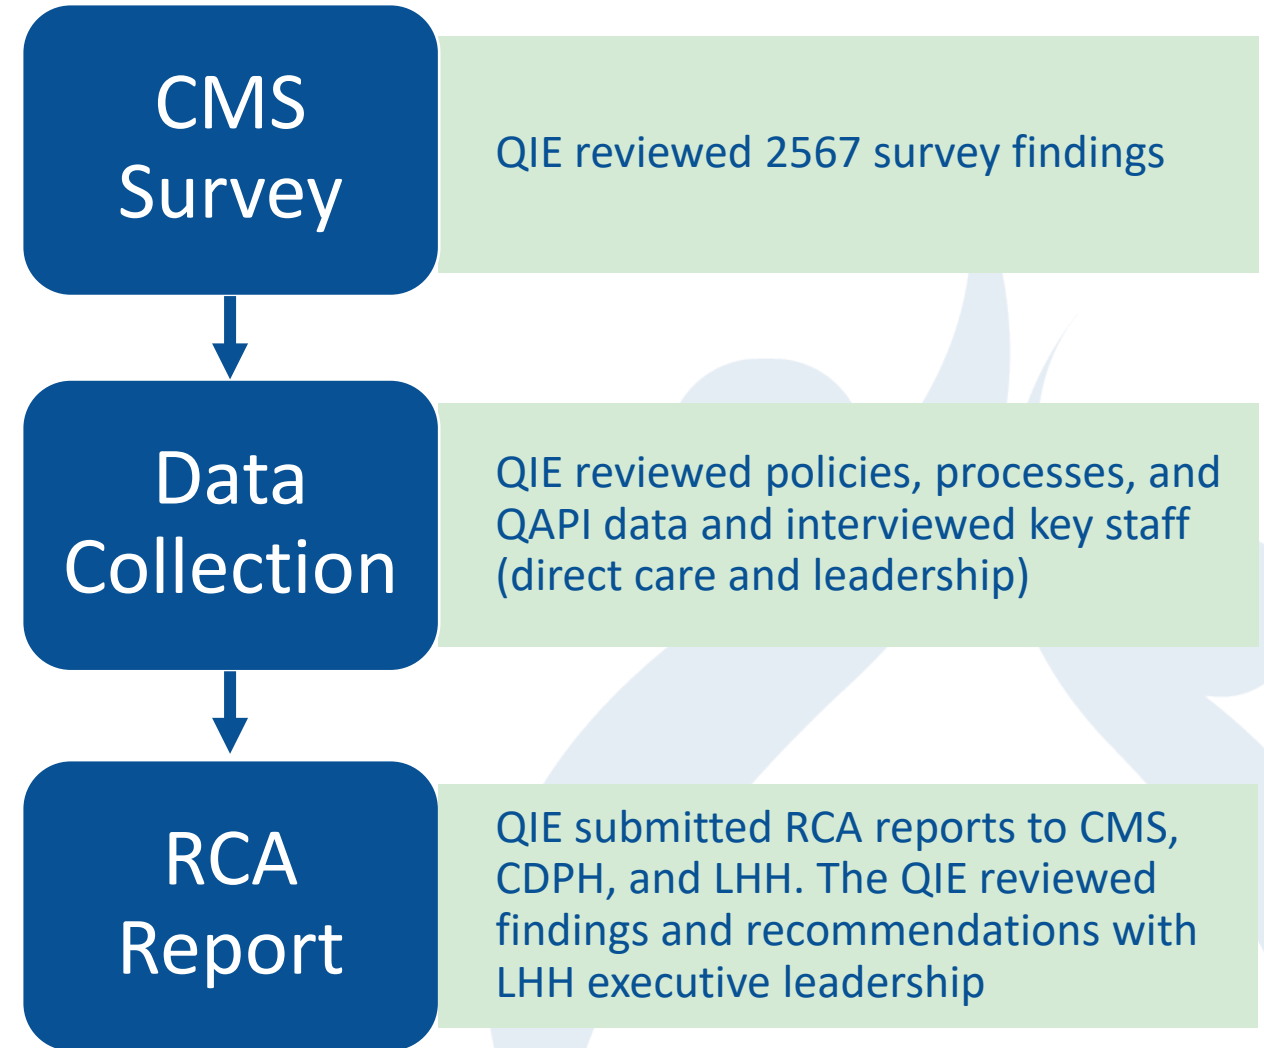 CMS
Survey
QIE reviewed 2567 survey findings
Data
Collection
QIE reviewed policies, processes, and
QAPI data and interviewed key staff
(direct care and leadership)
RCA
Report
QIE submitted RCA reports to CMS,
CDPH, and LHH. The QIE reviewed
findings and recommendations with
LHH executive leadership